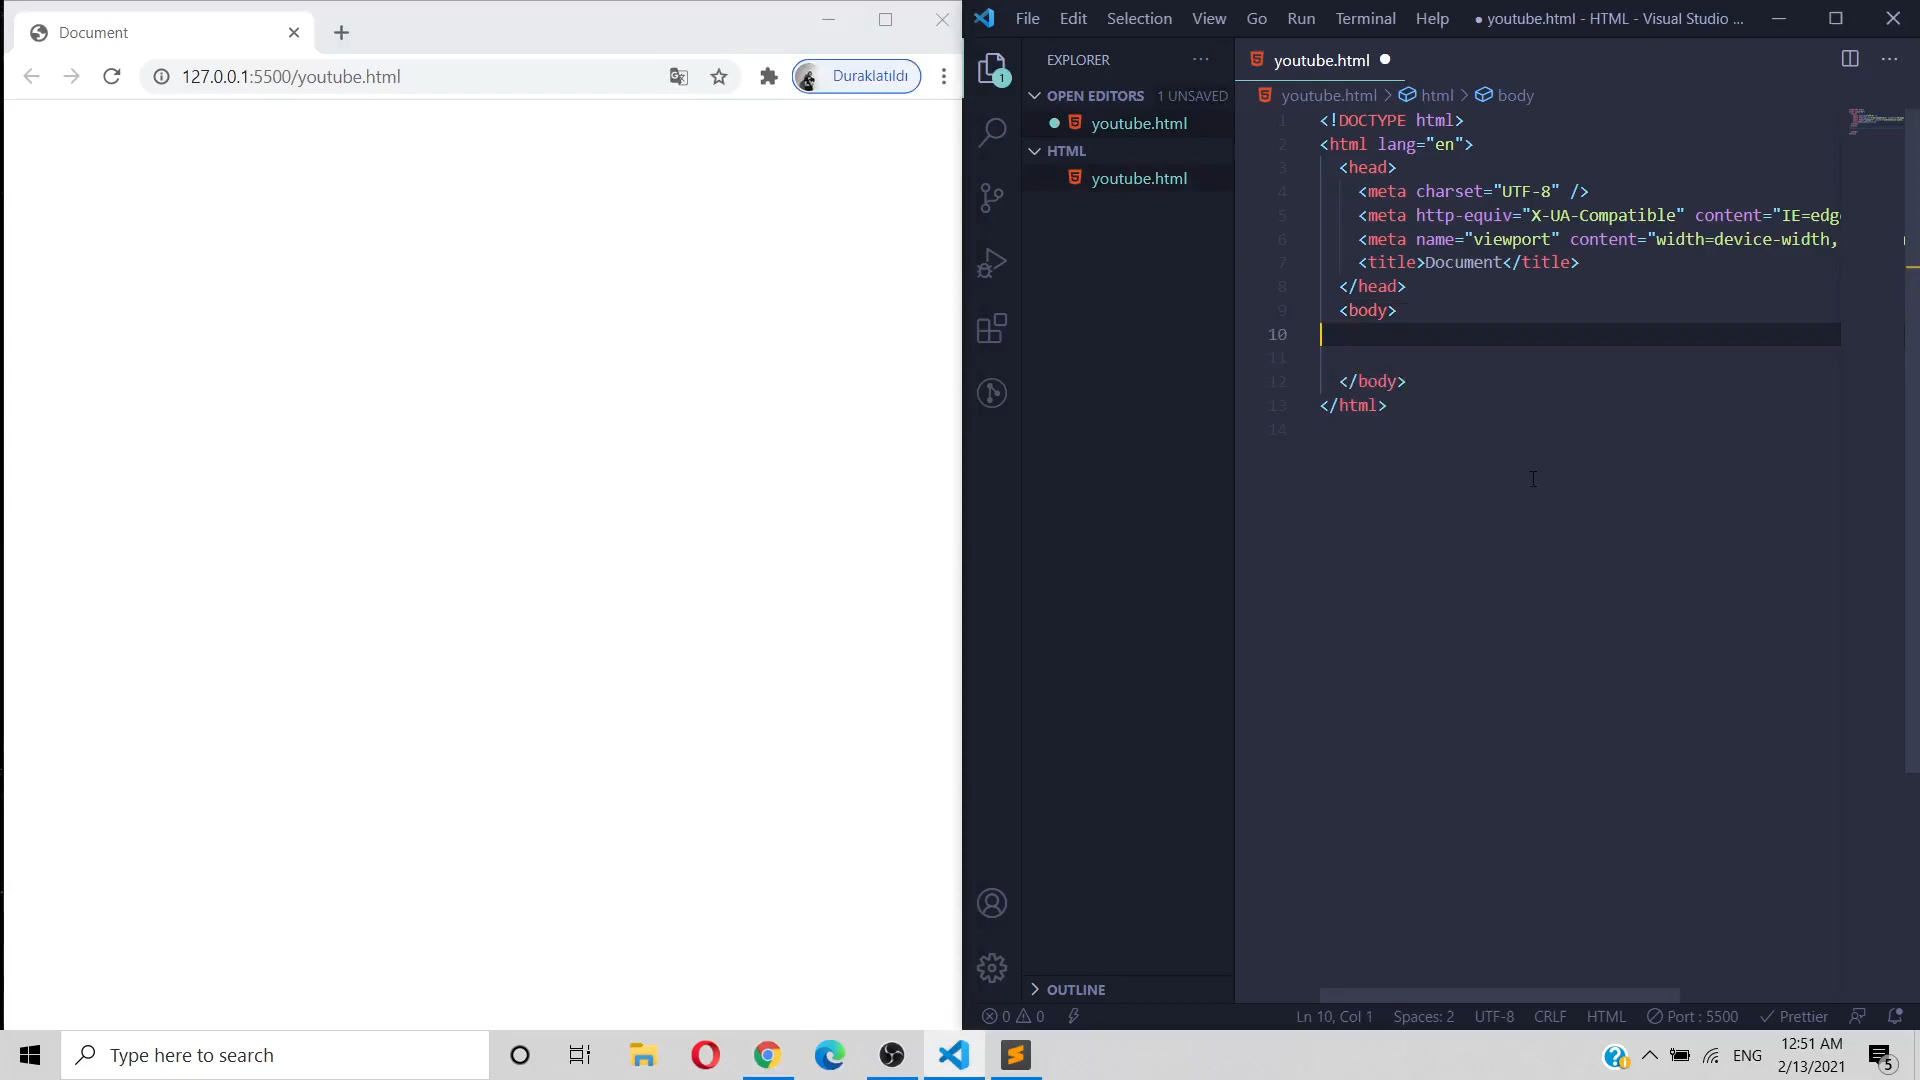 Document
127.0.0.1:5500/youtube.html
Duraklatıldı
File Edit Selection View Go Run Terminal Help
● youtube.html - HTML - Visual Studio ...
EXPLORER
OPEN EDITORS 1 UNSAVED
youtube.html
HTML
youtube.html
OUTLINE
1
youtube.html
youtube.html > html > body
1 <!DOCTYPE html>
2 <html lang="en">
3 <head>
4 <meta charset="UTF-8" />
5 <meta http-equiv="X-UA-Compatible" content="IE=edg
6 <meta name="viewport" content="width=device-width,
7 <title>Document</title>
8 </head>
9 <body>
10
11
12 </body>
13 </html>
14
0 0
Ln 10, Col 1 Spaces: 2 UTF-8 CRLF HTML Port : 5500 Prettier
Type here to search
ENG
12:51 AM
2/13/2021
5